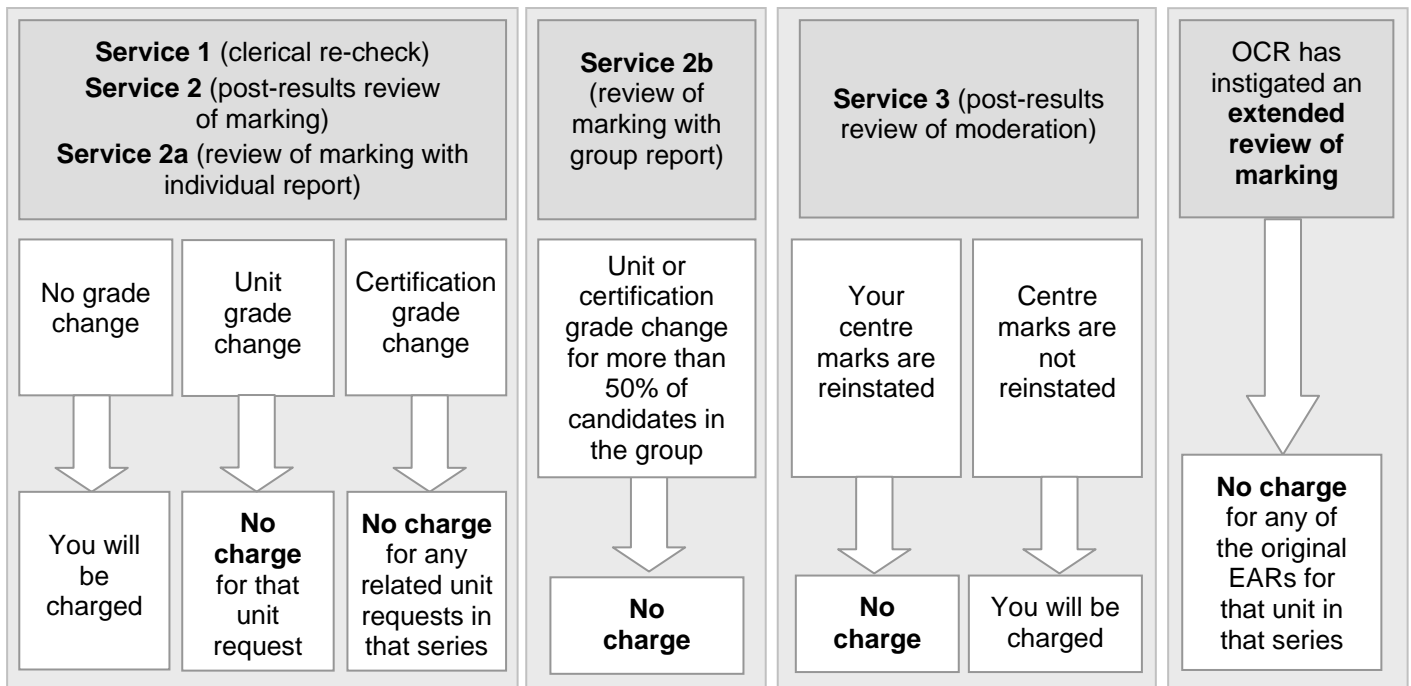 Service 1 (clerical re-check)
Service 2 (post-results review
of marking)
Service 2a (review of marking with
individual report)
No grade
change
You will
be
charged
Unit
grade
change
No
charge
for that
unit
request
Certification
grade
change
No charge
for any
related unit
requests in
that series
Service 2b
(review of
marking with
group report)
Unit or
certification
grade change
for more than
50% of
candidates in
the group
No
charge
Service 3 (post-results
review of moderation)
Your
centre
marks are
reinstated
No
charge
Centre
marks are
not
reinstated
You will be
charged
OCR has
instigated an
extended
review of
marking
No charge
for any of
the original
EARs for
that unit in
that series